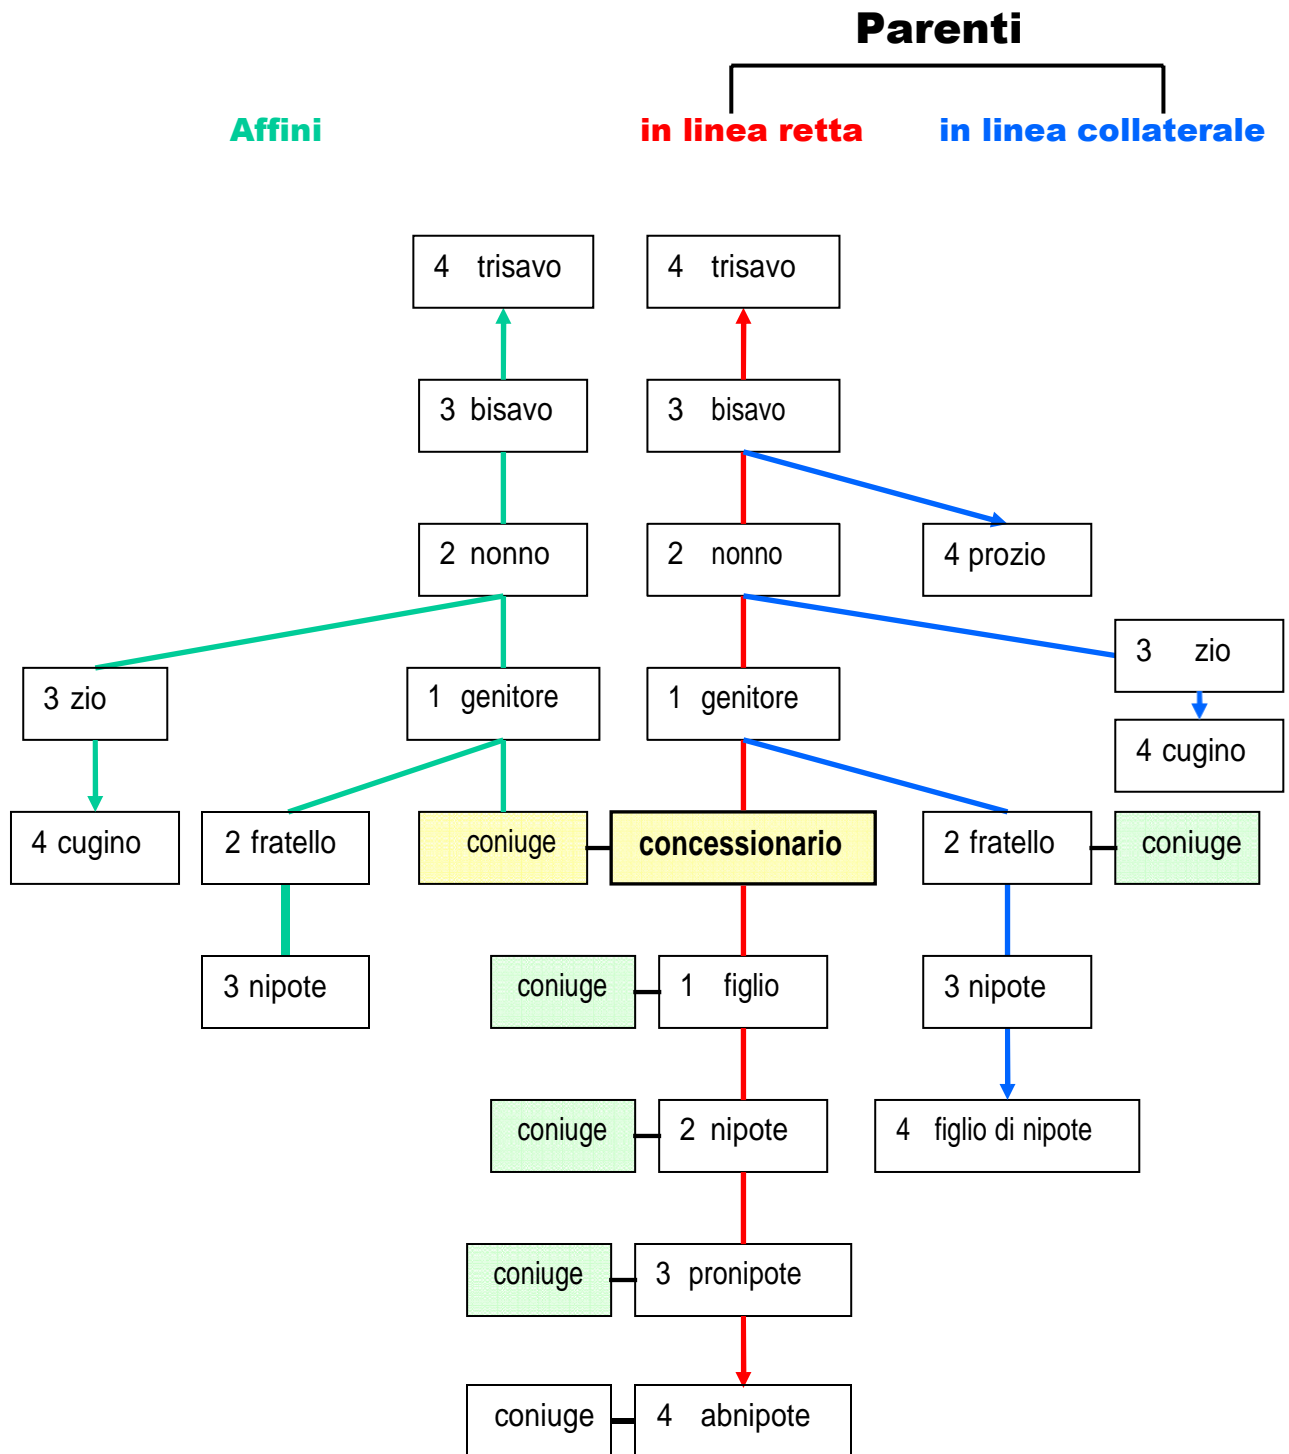 Parenti
Affini in linea retta in linea collaterale
4 trisavo 4 trisavo
3 bisavo 3 bisavo
2 nonno 2 nonno 4 prozio
3 zio
3 zio 1 genitore 1 genitore
4 cugino
4 cugino 2 fratello coniuge concessionario 2 fratello coniuge
3 nipote coniuge 1 figlio 3 nipote
coniuge 2 nipote 4 figlio di nipote
coniuge 3 pronipote
coniuge 4 abnipote